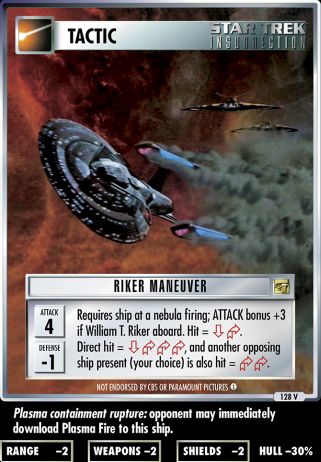 TACTIC
STAR TREK
INSURRECTION
RIKER MANEUVER
ATTACK
4
DEFENSE
-1
Requires ship at a nebula firing; ATTACK bonus +3
if William T. Riker aboard. Hit =
Direct hit = , and another opposing
ship present (your choice) is also hit =
NOT ENDORSED BY CBS OR PARAMOUNT PICTURES
128 V
Plasma containment rupture: opponent may immediately
download Plasma Fire to this ship.
RANGE –2 WEAPONS –2 SHIELDS –2 HULL –30%